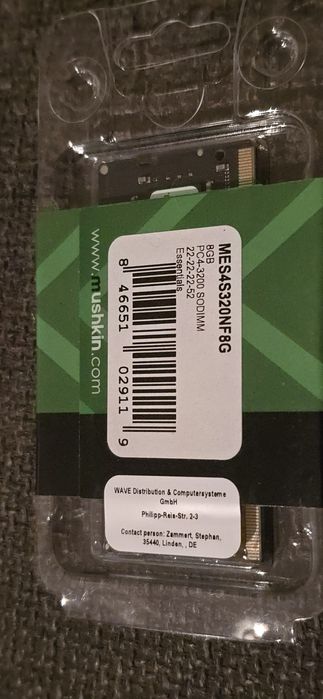 www.mushkin.com
MES4S320NF8G
8GB
PC4-3200 SODIMM
22-22-22-52
Essentials
8 46651 02911 9
WAVE Distribution & Computersysteme
GmbH
Philipp-Reis-Str. 2-3
Contact person: Zammert, Stephan,
35440, Linden, , DE